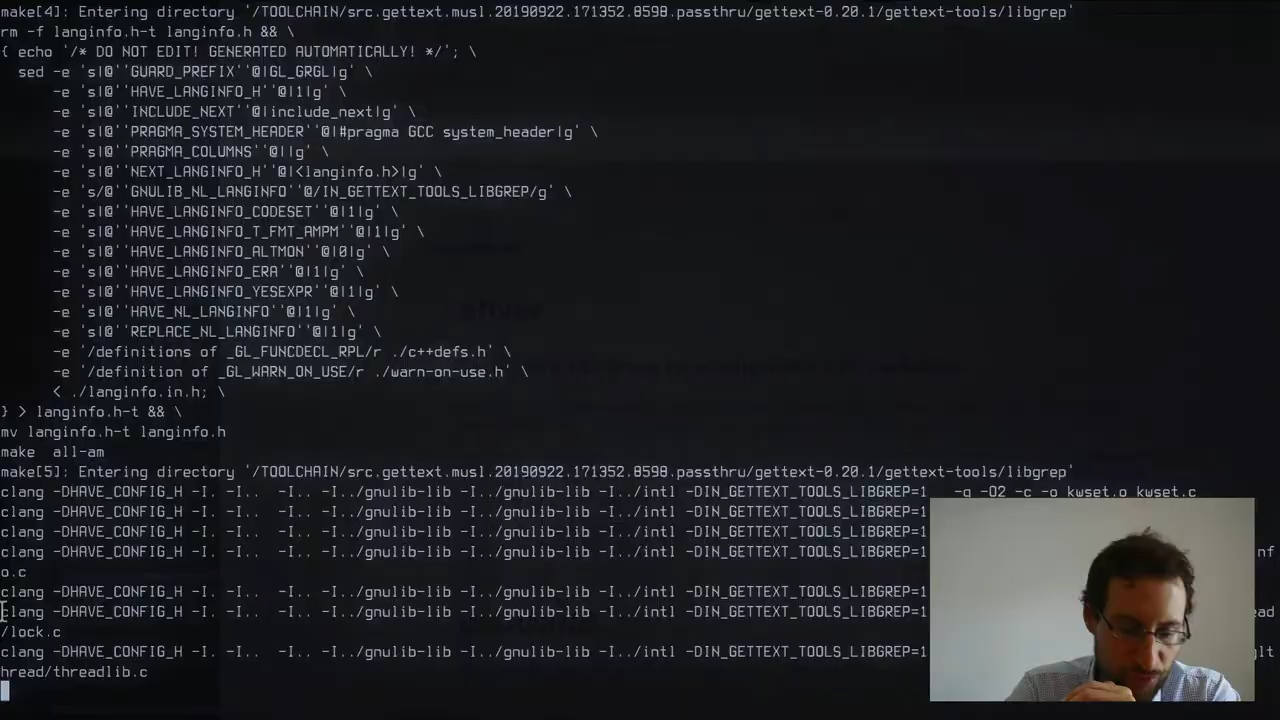 make[4]: Entering directory '/TOOLCHAIN/src.gettext.musl.20190922.171352.8598.passthru/gettext-0.20.1/gettext-tools/libgrep'
rm -f langinfo.h-t langinfo.h && \
{ echo '/* DO NOT EDIT! GENERATED AUTOMATICALLY! */'; \
  sed -e 's|@''GUARD_PREFIX''@|GL_GRGL|g' \
      -e 's|@''HAVE_LANGINFO_H''@|1|g' \
      -e 's|@''INCLUDE_NEXT''@|include_next|g' \
      -e 's|@''PRAGMA_SYSTEM_HEADER''@|#pragma GCC system_header|g' \
      -e 's|@''PRAGMA_COLUMNS''@||g' \
      -e 's|@''NEXT_LANGINFO_H''@|<langinfo.h>|g' \
      -e 's/@''GNULIB_NL_LANGINFO''@/IN_GETTEXT_TOOLS_LIBGREP/g' \
      -e 's|@''HAVE_LANGINFO_CODESET''@|1|g' \
      -e 's|@''HAVE_LANGINFO_T_FMT_AMPM''@|1|g' \
      -e 's|@''HAVE_LANGINFO_ALTMON''@|0|g' \
      -e 's|@''HAVE_LANGINFO_ERA''@|1|g' \
      -e 's|@''HAVE_LANGINFO_YESEXPR''@|1|g' \
      -e 's|@''HAVE_NL_LANGINFO''@|1|g' \
      -e 's|@''REPLACE_NL_LANGINFO''@|1|g' \
      -e '/definitions of _GL_FUNCDECL_RPL/r ./c++defs.h' \
      -e '/definition of _GL_WARN_ON_USE/r ./warn-on-use.h' \
      < ./langinfo.in.h; \
} > langinfo.h-t && \
mv langinfo.h-t langinfo.h
make  all-am
make[5]: Entering directory '/TOOLCHAIN/src.gettext.musl.20190922.171352.8598.passthru/gettext-0.20.1/gettext-tools/libgrep'
clang -DHAVE_CONFIG_H -I. -I..  -I.. -I../gnulib-lib -I../gnulib-lib -I../intl -DIN_GETTEXT_TOOLS_LIBGREP=1   -g -O2 -c -o kwset.o kwset.c
clang -DHAVE_CONFIG_H -I. -I..  -I.. -I../gnulib-lib -I../gnulib-lib -I../intl -DIN_GETTEXT_TOOLS_LIBGREP=1
clang -DHAVE_CONFIG_H -I. -I..  -I.. -I../gnulib-lib -I../gnulib-lib -I../intl -DIN_GETTEXT_TOOLS_LIBGREP=1
clang -DHAVE_CONFIG_H -I. -I..  -I.. -I../gnulib-lib -I../gnulib-lib -I../intl -DIN_GETTEXT_TOOLS_LIBGREP=1 nf
o.c
clang -DHAVE_CONFIG_H -I. -I..  -I.. -I../gnulib-lib -I../gnulib-lib -I../intl -DIN_GETTEXT_TOOLS_LIBGREP=1
clang -DHAVE_CONFIG_H -I. -I..  -I.. -I../gnulib-lib -I../gnulib-lib -I../intl -DIN_GETTEXT_TOOLS_LIBGREP=1 ead
/lock.c
clang -DHAVE_CONFIG_H -I. -I..  -I.. -I../gnulib-lib -I../gnulib-lib -I../intl -DIN_GETTEXT_TOOLS_LIBGREP=1 glt
hread/threadlib.c